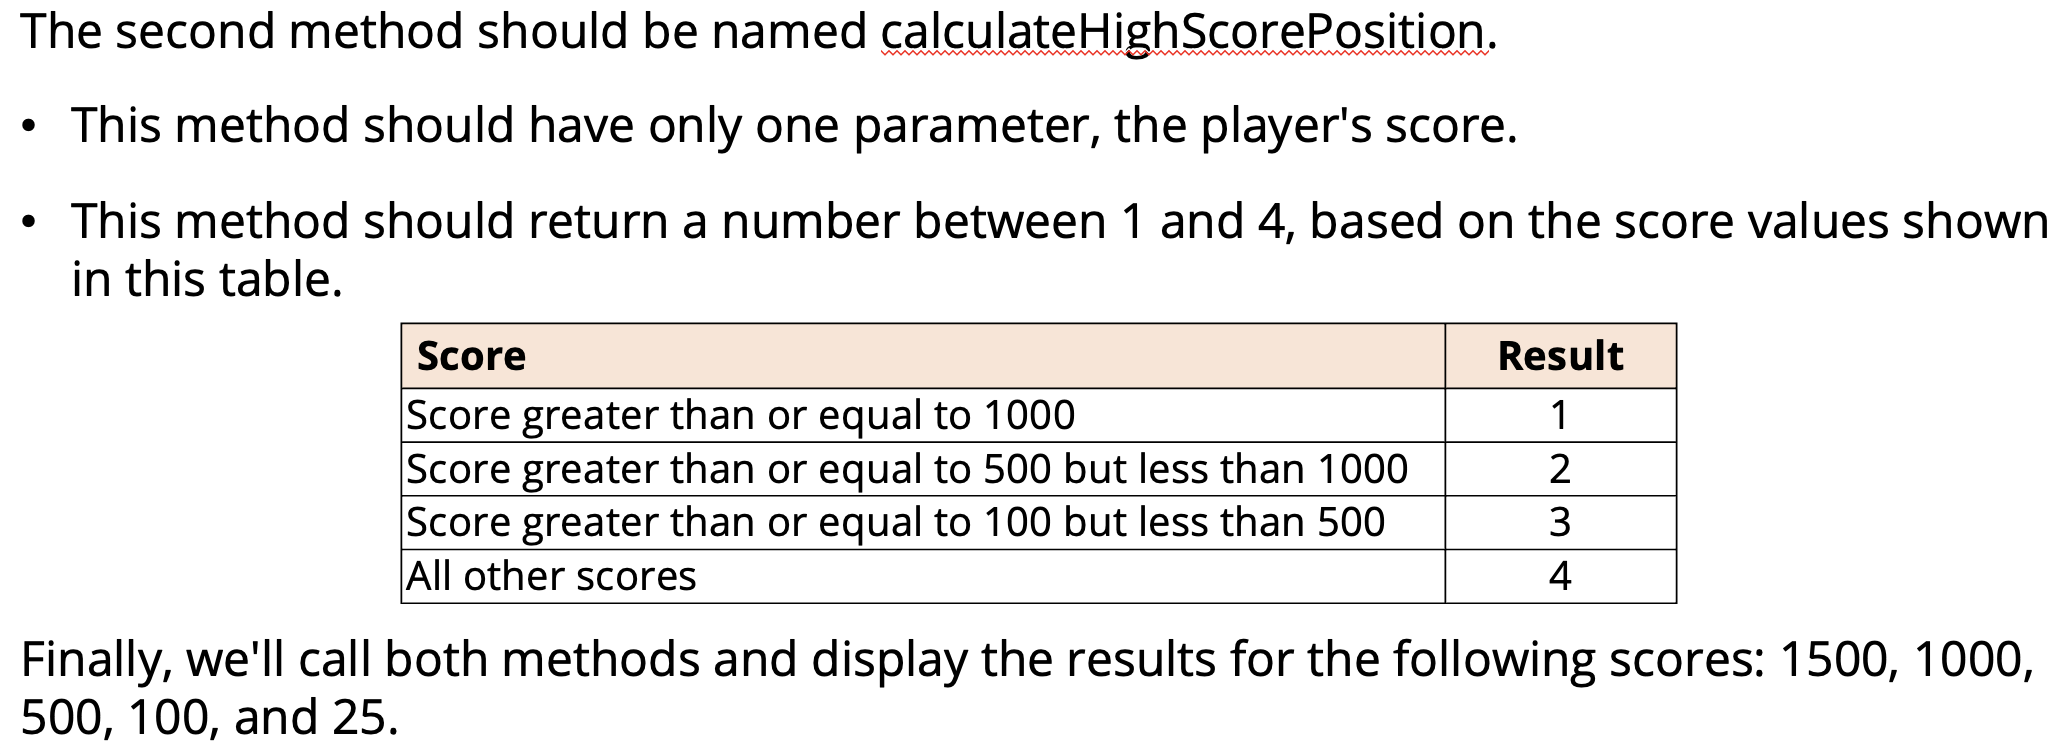 The second method should be named calculateHighScorePosition.
• This method should have only one parameter, the player's score.
• This method should return a number between 1 and 4, based on the score values shown
in this table.
Score Result
Score greater than or equal to 1000 1
Score greater than or equal to 500 but less than 1000 2
Score greater than or equal to 100 but less than 500 3
All other scores 4
Finally, we'll call both methods and display the results for the following scores: 1500, 1000,
500, 100, and 25.